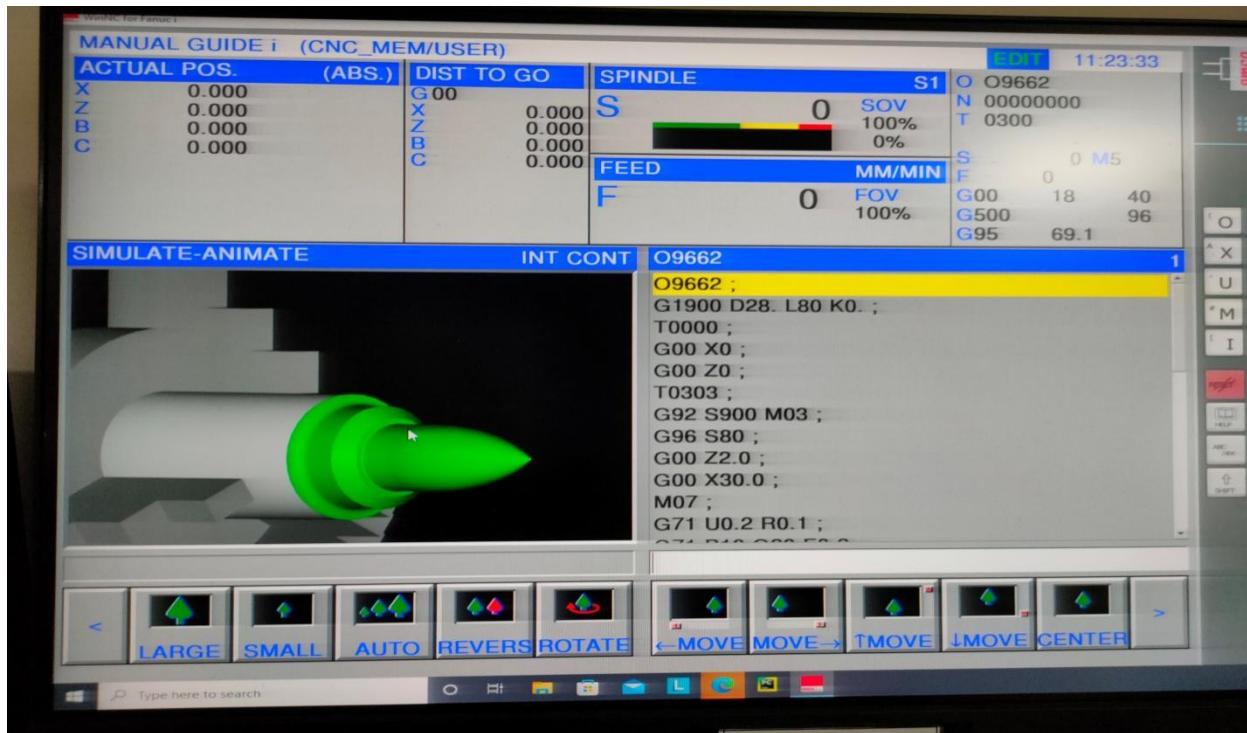 WinNC for Fanuc i
MANUAL GUIDE i (CNC_MEM/USER)
EDIT 11:23:33
ACTUAL POS. (ABS.)
X 0.000
Z 0.000
B 0.000
C 0.000
DIST TO GO
G 00
X 0.000
Z 0.000
B 0.000
C 0.000
SPINDLE S1
S 0 SOV
100%
0%
FEED MM/MIN
F 0 FOV
100%
O O9662
N 00000000
T 0300
S 0 M5
F 0
G00 18 40
G500 96
G95 69.1
SIMULATE-ANIMATE INT CONT
O9662 1
O9662 ;
G1900 D28. L80 K0. ;
T0000 ;
G00 X0 ;
G00 Z0 ;
T0303 ;
G92 S900 M03 ;
G96 S80 ;
G00 Z2.0 ;
G00 X30.0 ;
M07 ;
G71 U0.2 R0.1 ;
<
LARGE
SMALL
AUTO
REVERS
ROTATE
←MOVE
MOVE→
↑MOVE
↓MOVE
CENTER
>
O
X
U
M
I
RESET
HELP
SHIFT
Type here to search
L